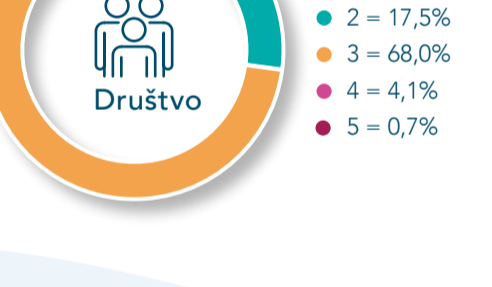 2 = 17,5%
3 = 68,0%
4 = 4,1%
5 = 0,7%
Društvo